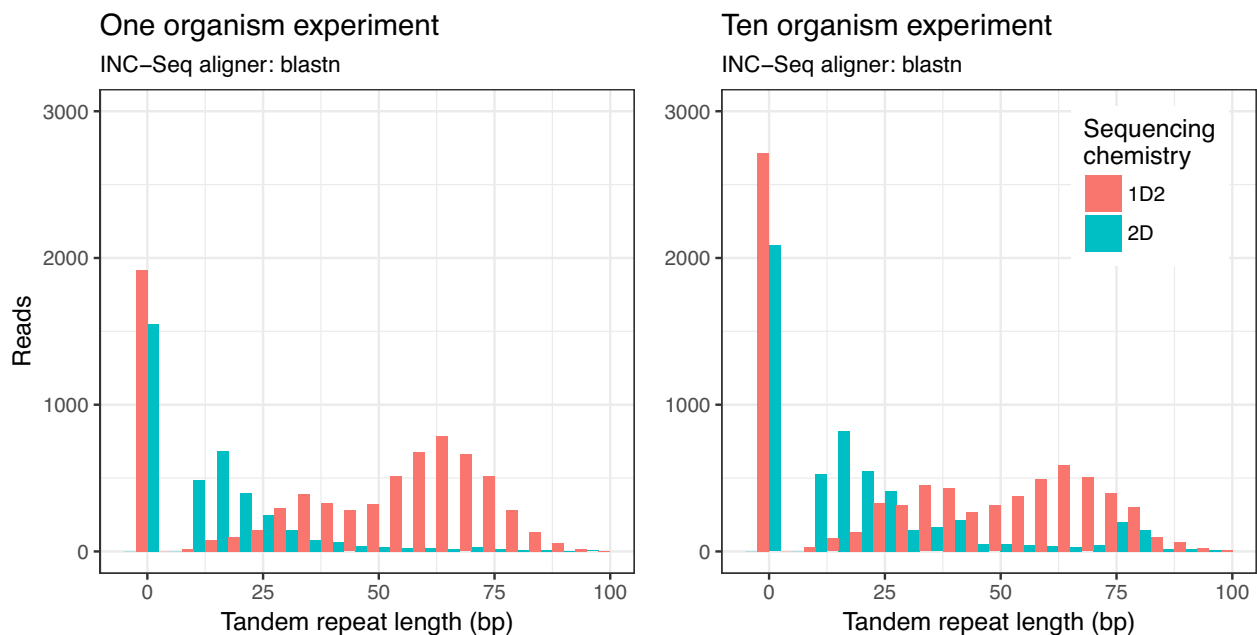 One organism experiment
INC−Seq aligner: blastn
3000
2000
1000
0
Reads
0 25 50 75 100
Tandem repeat length (bp)
Ten organism experiment
INC−Seq aligner: blastn
3000
2000
1000
0
Sequencing
chemistry
1D2
2D
0 25 50 75 100
Tandem repeat length (bp)